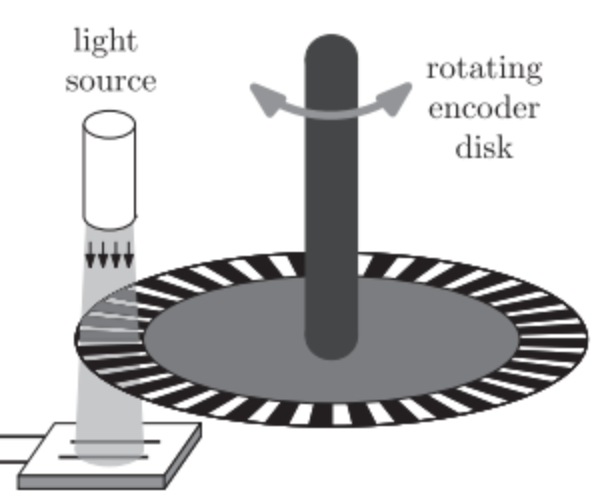 light
source
rotating
encoder
disk